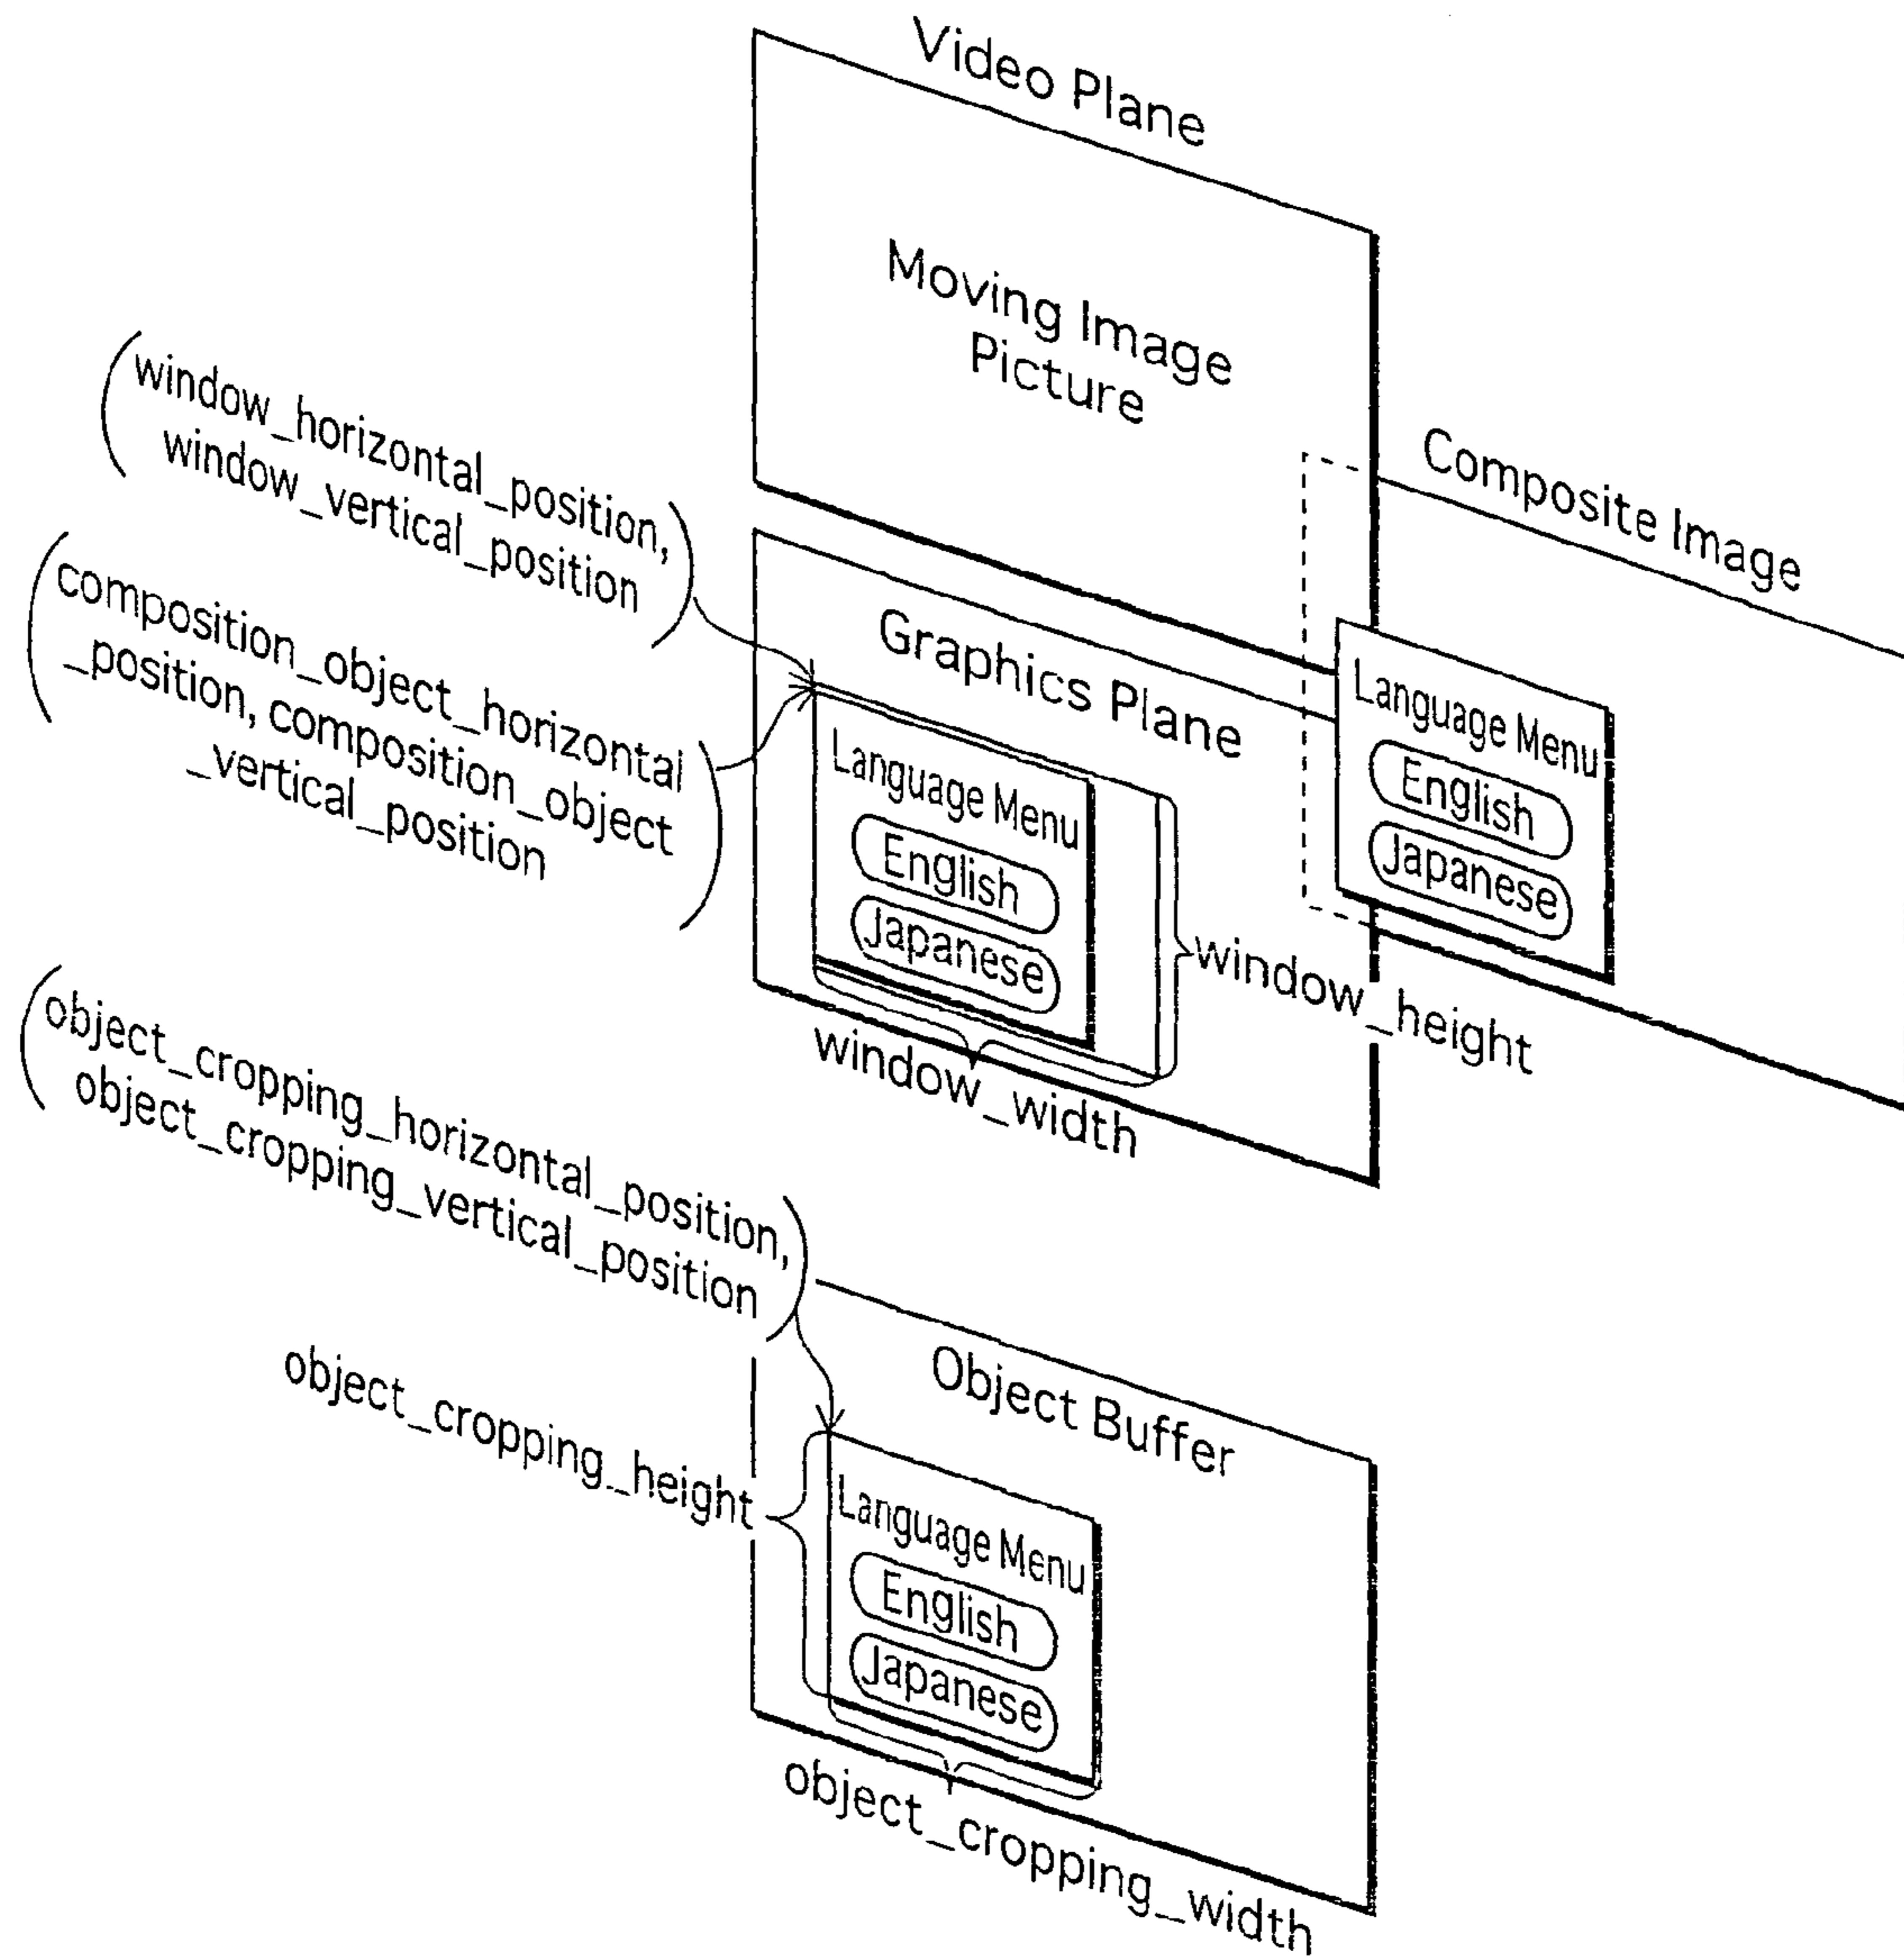 Video Plane
Moving Image
Picture
Composite Image
window_horizontal_position,
window_vertical_position
composition_object_horizontal
_position, composition_object
_vertical_position
Graphics Plane
Language Menu
English
Japanese
Language Menu
English
Japanese
window_height
window_width
object_cropping_horizontal_position,
object_cropping_vertical_position
Object Buffer
object_cropping_height
Language Menu
English
Japanese
object_cropping_width